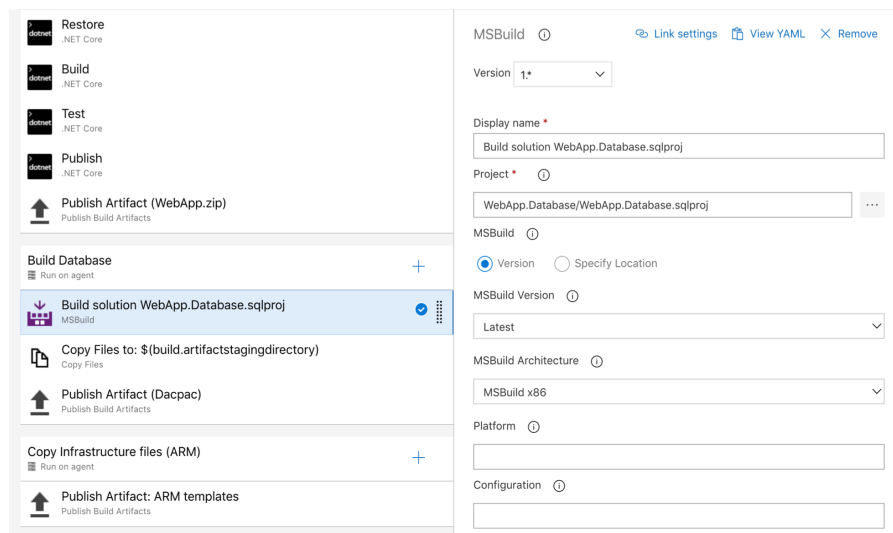 Restore
.NET Core
Build
.NET Core
Test
.NET Core
Publish
.NET Core
Publish Artifact (WebApp.zip)
Publish Build Artifacts
Build Database
Run on agent
Build solution WebApp.Database.sqlproj
MSBuild
Copy Files to: $(build.artifactstagingdirectory)
Copy Files
Publish Artifact (Dacpac)
Publish Build Artifacts
Copy Infrastructure files (ARM)
Run on agent
Publish Artifact: ARM templates
Publish Build Artifacts
MSBuild Link settings View YAML Remove
Version 1.*
Display name *
Build solution WebApp.Database.sqlproj
Project *
WebApp.Database/WebApp.Database.sqlproj ...
MSBuild
Version Specify Location
MSBuild Version
Latest
MSBuild Architecture
MSBuild x86
Platform
Configuration
dotnet
dotnet
dotnet
dotnet